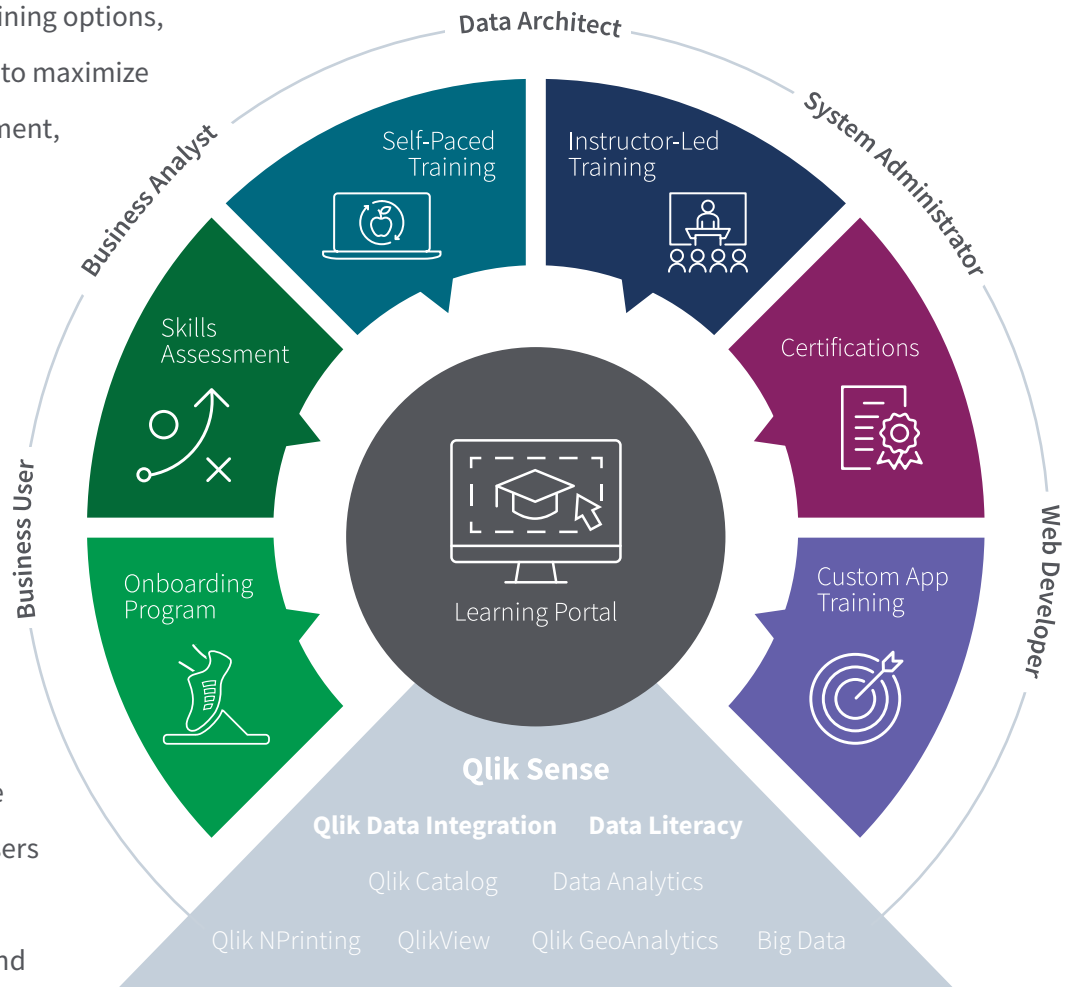 ining options,
to maximize
ment,
Data Architect
Business Analyst
System Administrator
Business User
Web Developer
Self-Paced
Training
Instructor-Led
Training
Skills
Assessment
Certifications
Onboarding
Program
Custom App
Training
Learning Portal
Qlik Sense
Qlik Data Integration Data Literacy
Qlik Catalog Data Analytics
Qlik NPrinting QlikView Qlik GeoAnalytics Big Data
e
sers
nd